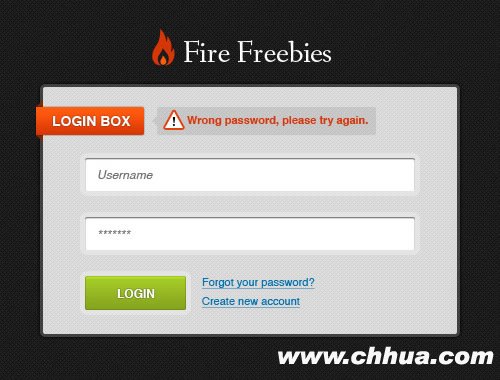 Fire Freebies
LOGIN BOX
Wrong password, please try again.
Username
*******
LOGIN
Forgot your password?
Create new account
www.chhua.com